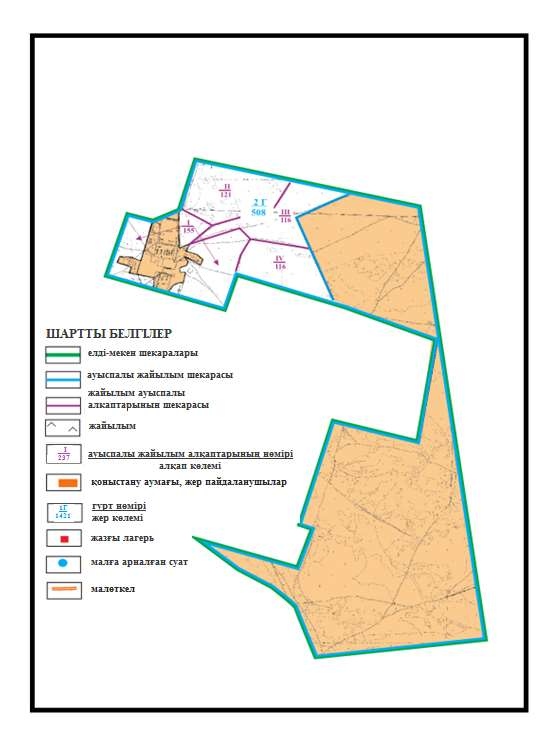 II
121
2 Г
508
III
116
I
155
IV
116
ШАРТТЫ БЕЛГІЛЕР
елді-мекен шекаралары
ауыспалы жайылым шекарасы
жайылым ауыспалы
алқаптарының шекарасы
жайылым
I
237
ауыспалы жайылым алқаптарының нөмірі
алқап көлемі
қоныстану аумағы, жер пайдаланушылар
1Г
1421
гурт нөмірі
жер көлемі
жазғы лагерь
малға арналған суат
малөткел